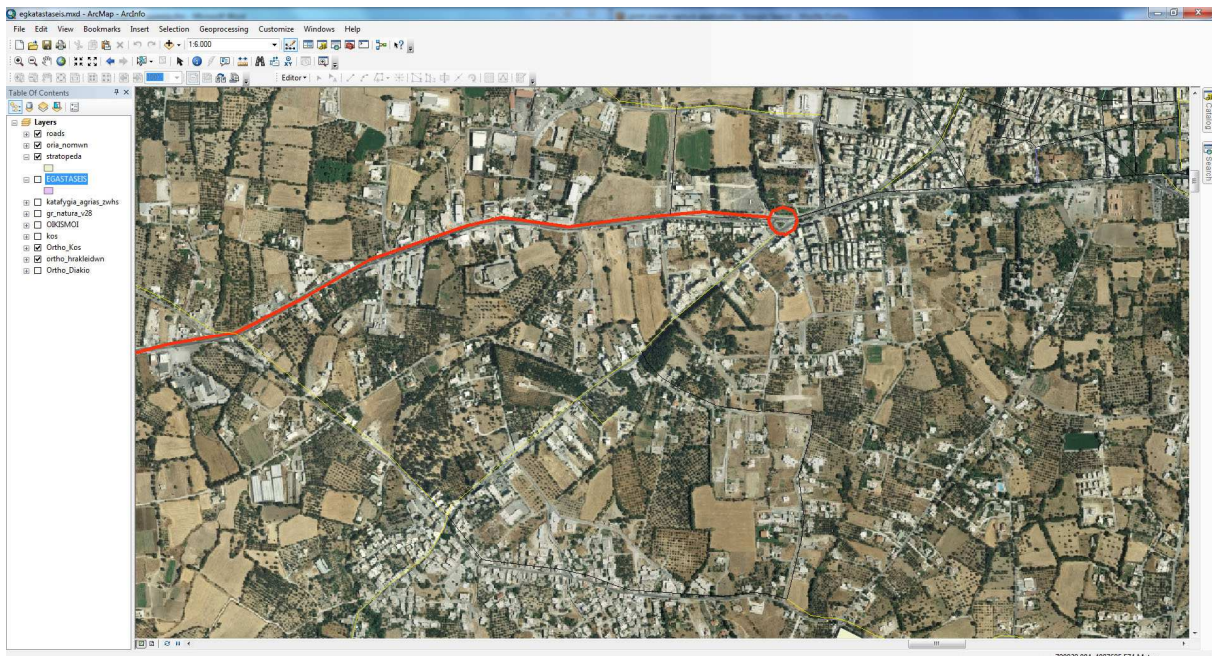 egkatastaseis.mxd - ArcMap - ArcInfo
File Edit View Bookmarks Insert Selection Geoprocessing Customize Windows Help
1:6.000
Editor
Table Of Contents
Layers
roads
oria_nomwn
stratopeda
EGASTASEIS
katafygia_agrias_zwhs
gr_natura_v28
OIKISMOI
kos
Ortho_Kos
ortho_hrakleidwn
Ortho_Diakio
Catalog
Search